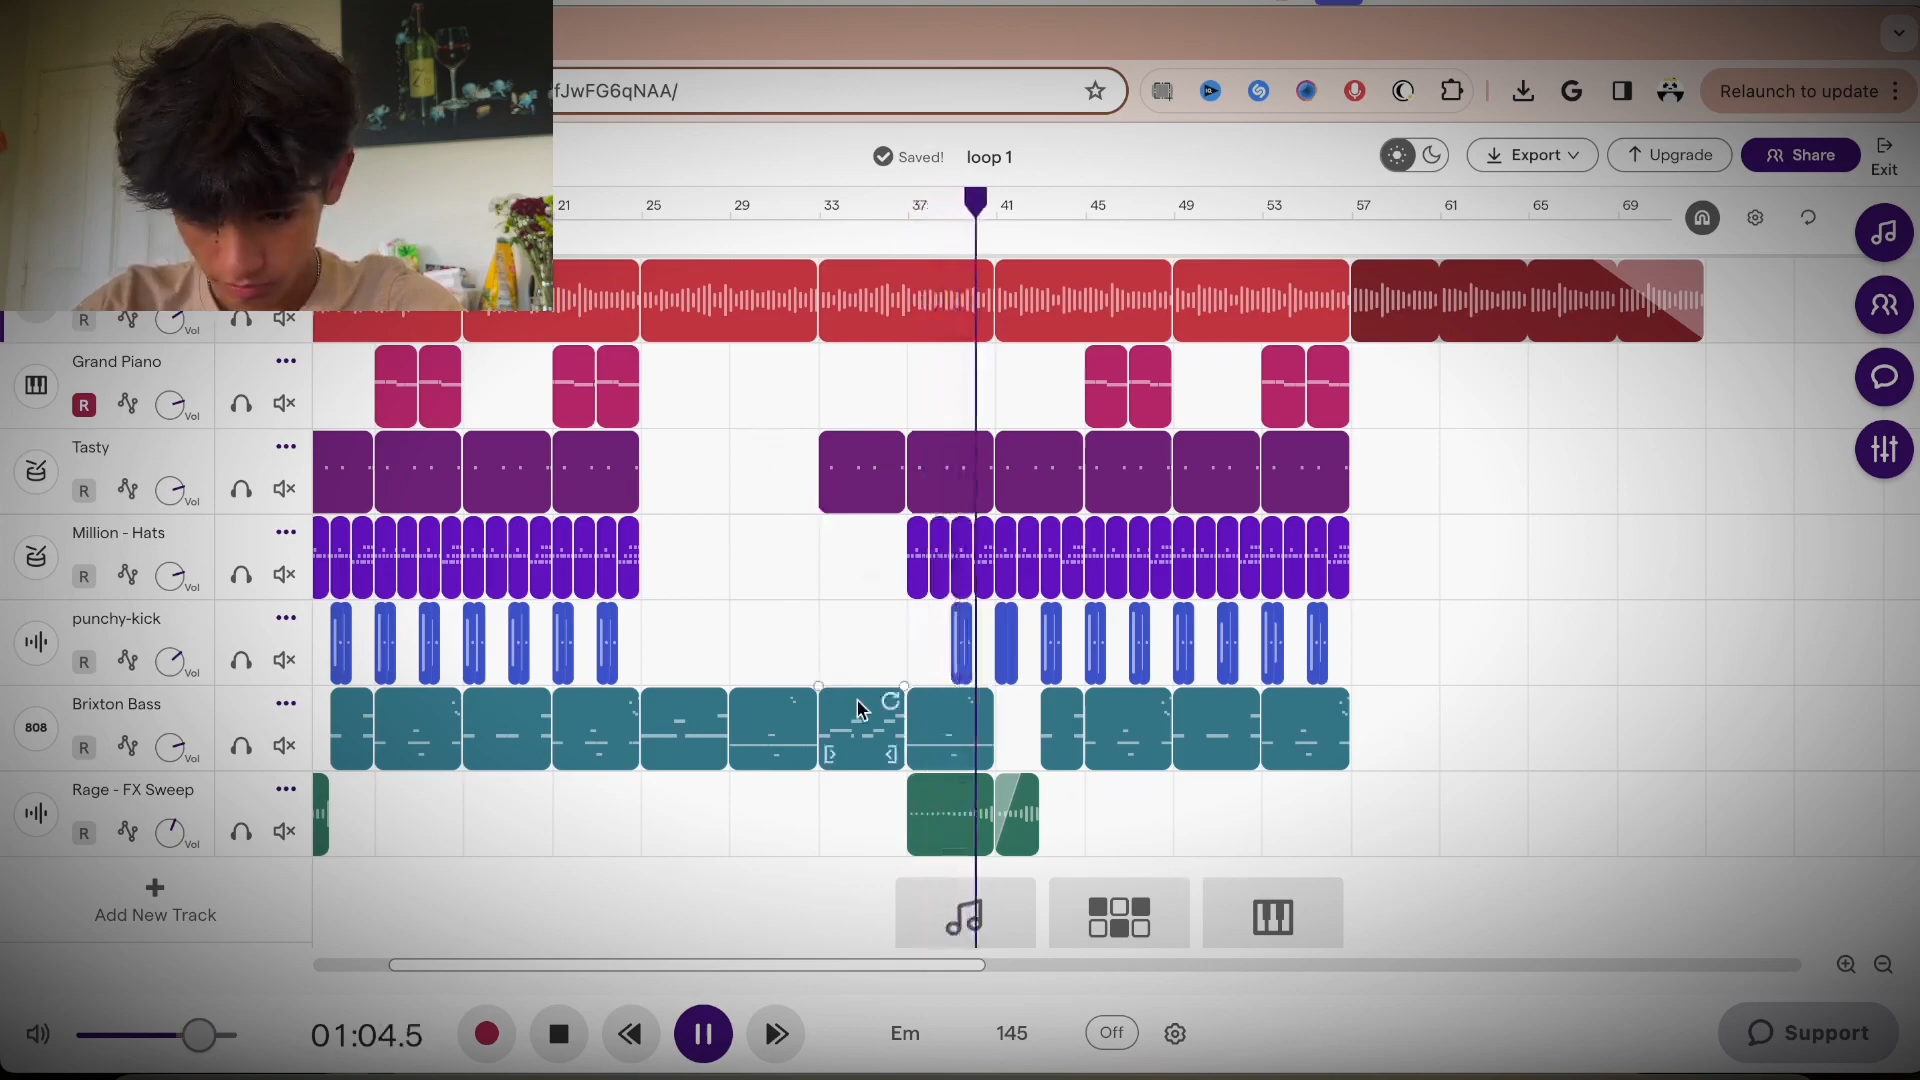 fJwFG6qNAA/
Relaunch to update
Saved!
loop 1
Export
Upgrade
Share
Exit
21 25 29 33 37 41 45 49 53 57 61 65 69
R
Vol
Grand Piano
R
Vol
Tasty
R
Vol
Million - Hats
R
Vol
punchy-kick
R
Vol
808
Brixton Bass
R
Vol
Rage - FX Sweep
R
Vol
Add New Track
01:04.5
Em
145
Off
Support